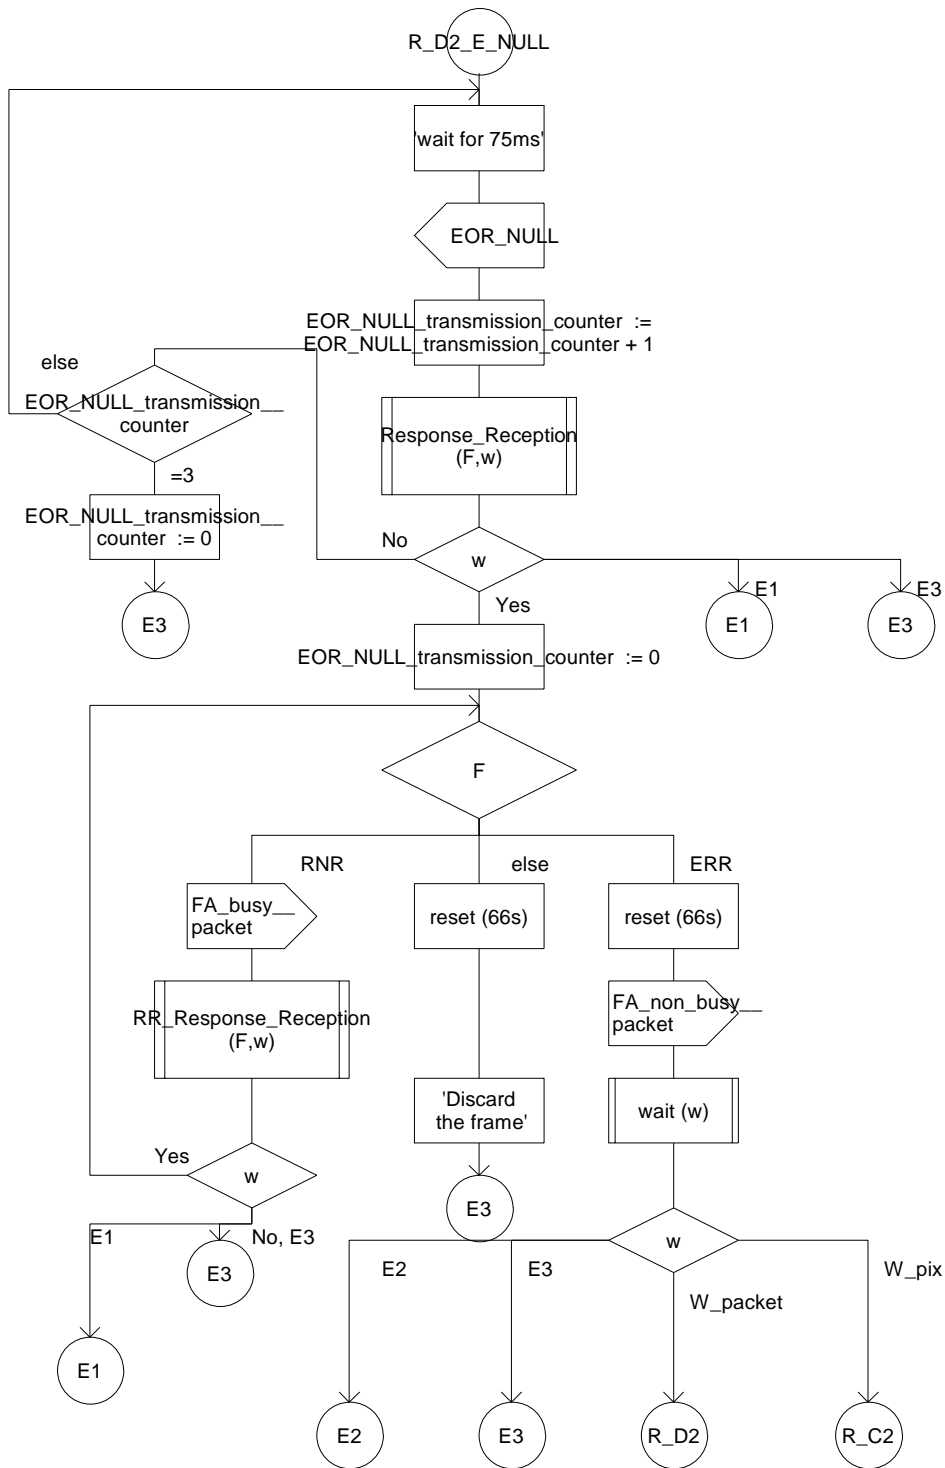 R_D2_E_NULL
'wait for 75ms'
EOR_NULL
EOR_NULL_transmission_counter :=
EOR_NULL_transmission_counter + 1
else
EOR_NULL_transmission__
counter
Response_Reception
(F,w)
=3
EOR_NULL_transmission__
counter := 0
No
w
E1
E3
E3
Yes
E1
E3
EOR_NULL_transmission_counter := 0
F
RNR
else
ERR
FA_busy__
packet
reset (66s)
reset (66s)
RR_Response_Reception
(F,w)
FA_non_busy__
packet
'Discard
the frame'
wait (w)
Yes
w
E3
E1
No, E3
E3
w
E2
E3
W_packet
W_pix
E1
E2
E3
R_D2
R_C2